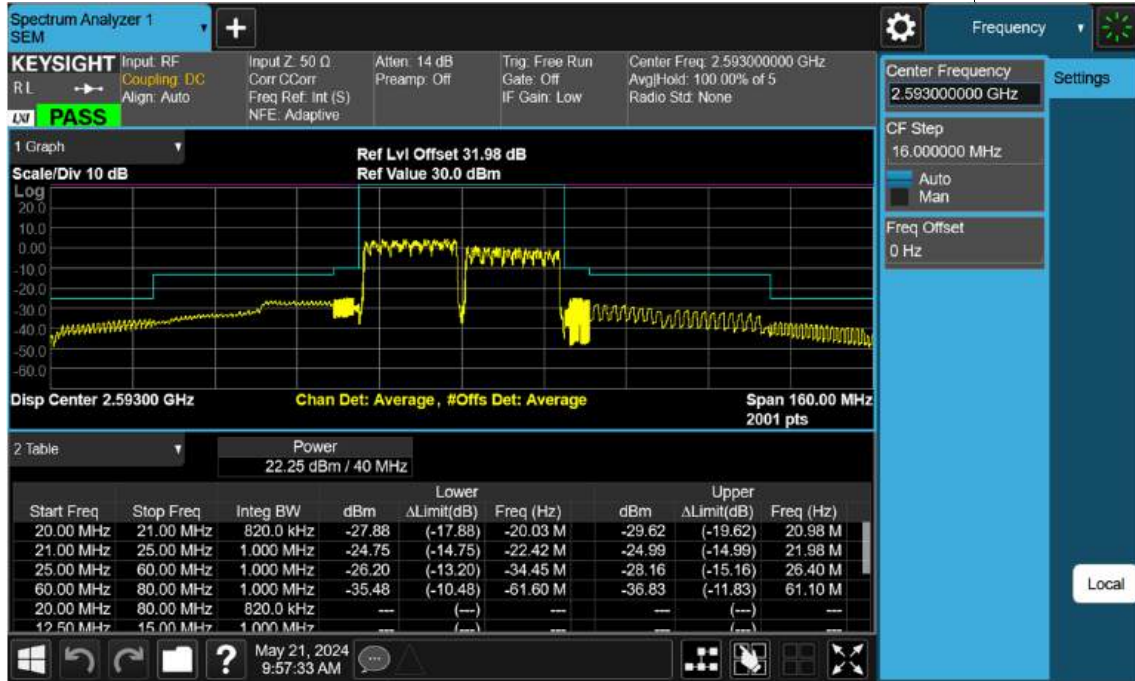 Spectrum Analyzer 1
SEM
Frequency
KEYSIGHT
RL
LXI PASS
Input: RF
Coupling: DC
Align: Auto
Input Z: 50 Ω
Corr CCorr
Freq Ref: Int (S)
NFE: Adaptive
Atten: 14 dB
Preamp: Off
Trig: Free Run
Gate: Off
IF Gain: Low
Center Freq: 2.593000000 GHz
Avg|Hold: 100.00% of 5
Radio Std: None
Center Frequency
2.593000000 GHz
Settings
CF Step
16.000000 MHz
Auto
Man
Freq Offset
0 Hz
Local
1 Graph
Scale/Div 10 dB
Ref Lvl Offset 31.98 dB
Ref Value 30.0 dBm
Log
20.0
10.0
0.00
-10.0
-20.0
-30.0
-40.0
-50.0
-60.0
Disp Center 2.59300 GHz
Chan Det: Average, #Offs Det: Average
Span 160.00 MHz
2001 pts
2 Table
Power
22.25 dBm / 40 MHz
Lower Upper
Start Freq Stop Freq Integ BW dBm ΔLimit(dB) Freq (Hz) dBm ΔLimit(dB) Freq (Hz)
20.00 MHz 21.00 MHz 820.0 kHz -27.88 (-17.88) -20.03 M -29.62 (-19.62) 20.98 M
21.00 MHz 25.00 MHz 1.000 MHz -24.75 (-14.75) -22.42 M -24.99 (-14.99) 21.98 M
25.00 MHz 60.00 MHz 1.000 MHz -26.20 (-13.20) -34.45 M -28.16 (-15.16) 26.40 M
60.00 MHz 80.00 MHz 1.000 MHz -35.48 (-10.48) -61.60 M -36.83 (-11.83) 61.10 M
20.00 MHz 80.00 MHz 820.0 kHz --- (---) --- --- (---) ---
12.50 MHz 15.00 MHz 1.000 MHz --- (---) --- --- (---) ---
May 21, 2024
9:57:33 AM